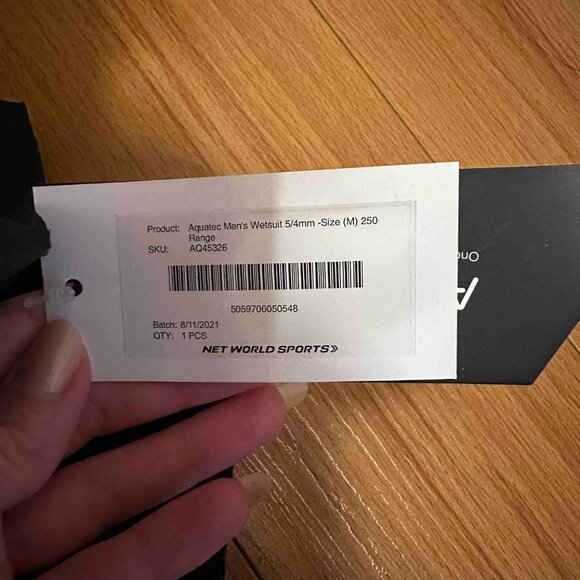 Product: Aquatec Men's Wetsuit 5/4mm -Size (M) 250
Range
SKU: AQ45326
5059706050548
Batch: 8/11/2021
QTY: 1 PCS
NET WORLD SPORTS